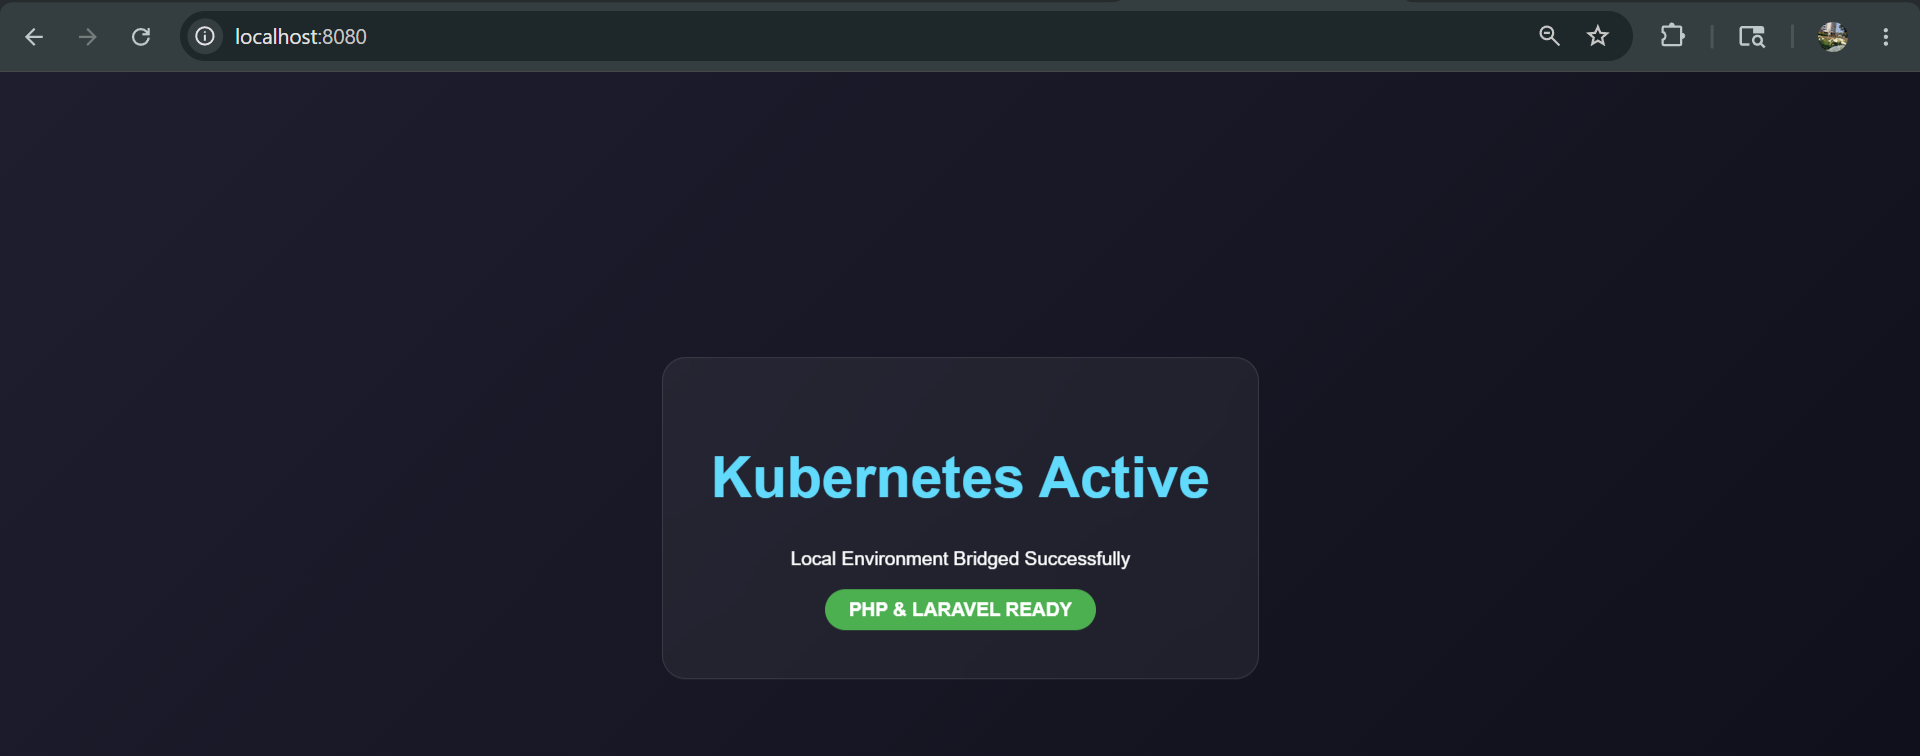 localhost:8080
Kubernetes Active
Local Environment Bridged Successfully
PHP & LARAVEL READY